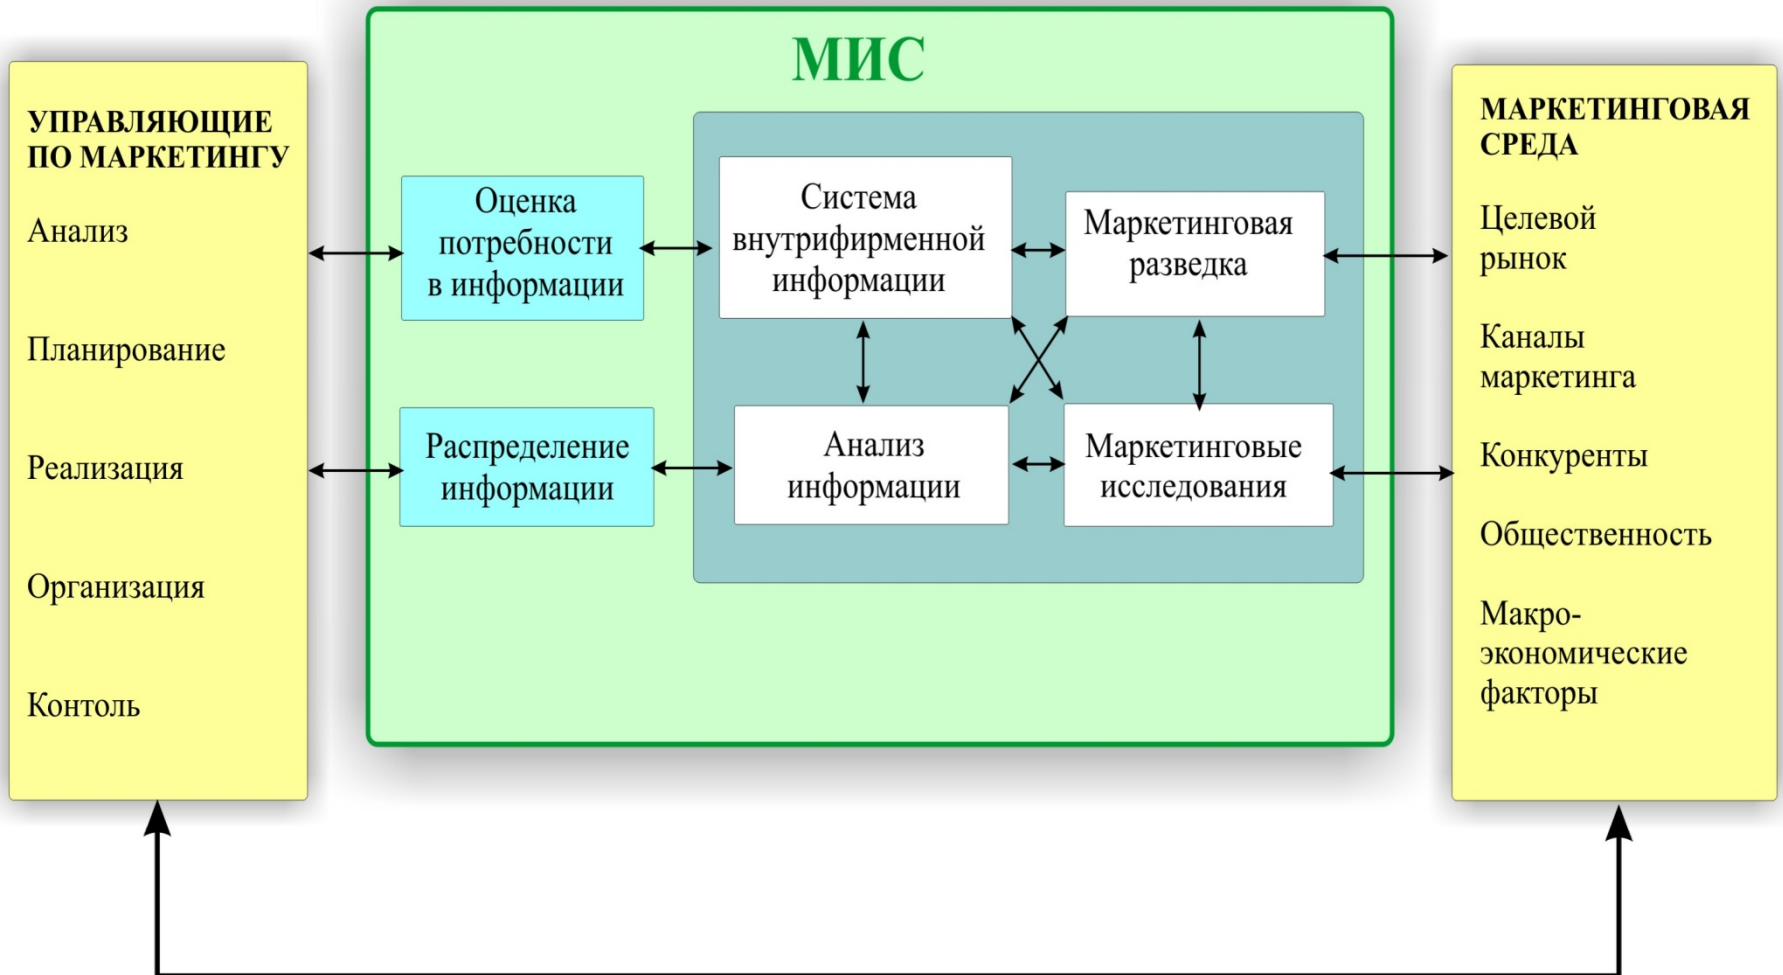 МИС
УПРАВЛЯЮЩИЕ
ПО МАРКЕТИНГУ
Анализ
Планирование
Реализация
Организация
Контоль
Оценка
потребности
в информации
Распределение
информации
Система
внутрифирменной
информации
Маркетинговая
разведка
Анализ
информации
Маркетинговые
исследования
МАРКЕТИНГОВАЯ
СРЕДА
Целевой
рынок
Каналы
маркетинга
Конкуренты
Общественность
Макро-
экономические
факторы